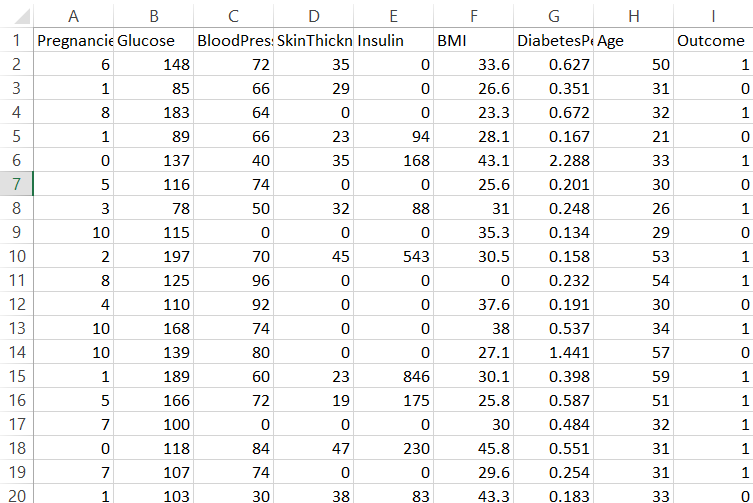 A B C D E F G H I
1 Pregnancie Glucose BloodPres SkinThickn Insulin BMI DiabetesPe Age Outcome
2 6 148 72 35 0 33.6 0.627 50 1
3 1 85 66 29 0 26.6 0.351 31 0
4 8 183 64 0 0 23.3 0.672 32 1
5 1 89 66 23 94 28.1 0.167 21 0
6 0 137 40 35 168 43.1 2.288 33 1
7 5 116 74 0 0 25.6 0.201 30 0
8 3 78 50 32 88 31 0.248 26 1
9 10 115 0 0 0 35.3 0.134 29 0
10 2 197 70 45 543 30.5 0.158 53 1
11 8 125 96 0 0 0 0.232 54 1
12 4 110 92 0 0 37.6 0.191 30 0
13 10 168 74 0 0 38 0.537 34 1
14 10 139 80 0 0 27.1 1.441 57 0
15 1 189 60 23 846 30.1 0.398 59 1
16 5 166 72 19 175 25.8 0.587 51 1
17 7 100 0 0 0 30 0.484 32 1
18 0 118 84 47 230 45.8 0.551 31 1
19 7 107 74 0 0 29.6 0.254 31 1
20 1 103 30 38 83 43.3 0.183 33 0